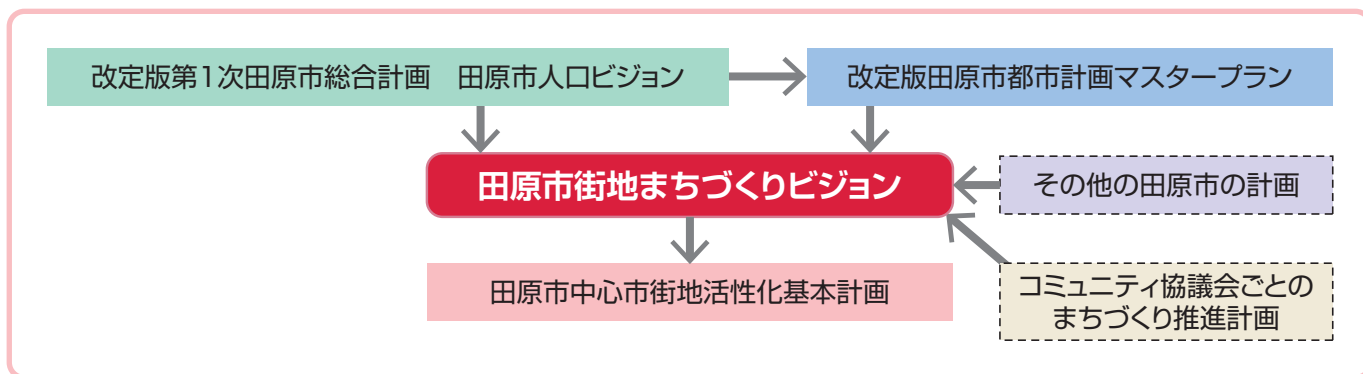 改定版第1次田原市総合計画　田原市人口ビジョン
改定版田原市都市計画マスタープラン
田原市街地まちづくりビジョン
その他の田原市の計画
田原市中心市街地活性化基本計画
コミュニティ協議会ごとの
まちづくり推進計画